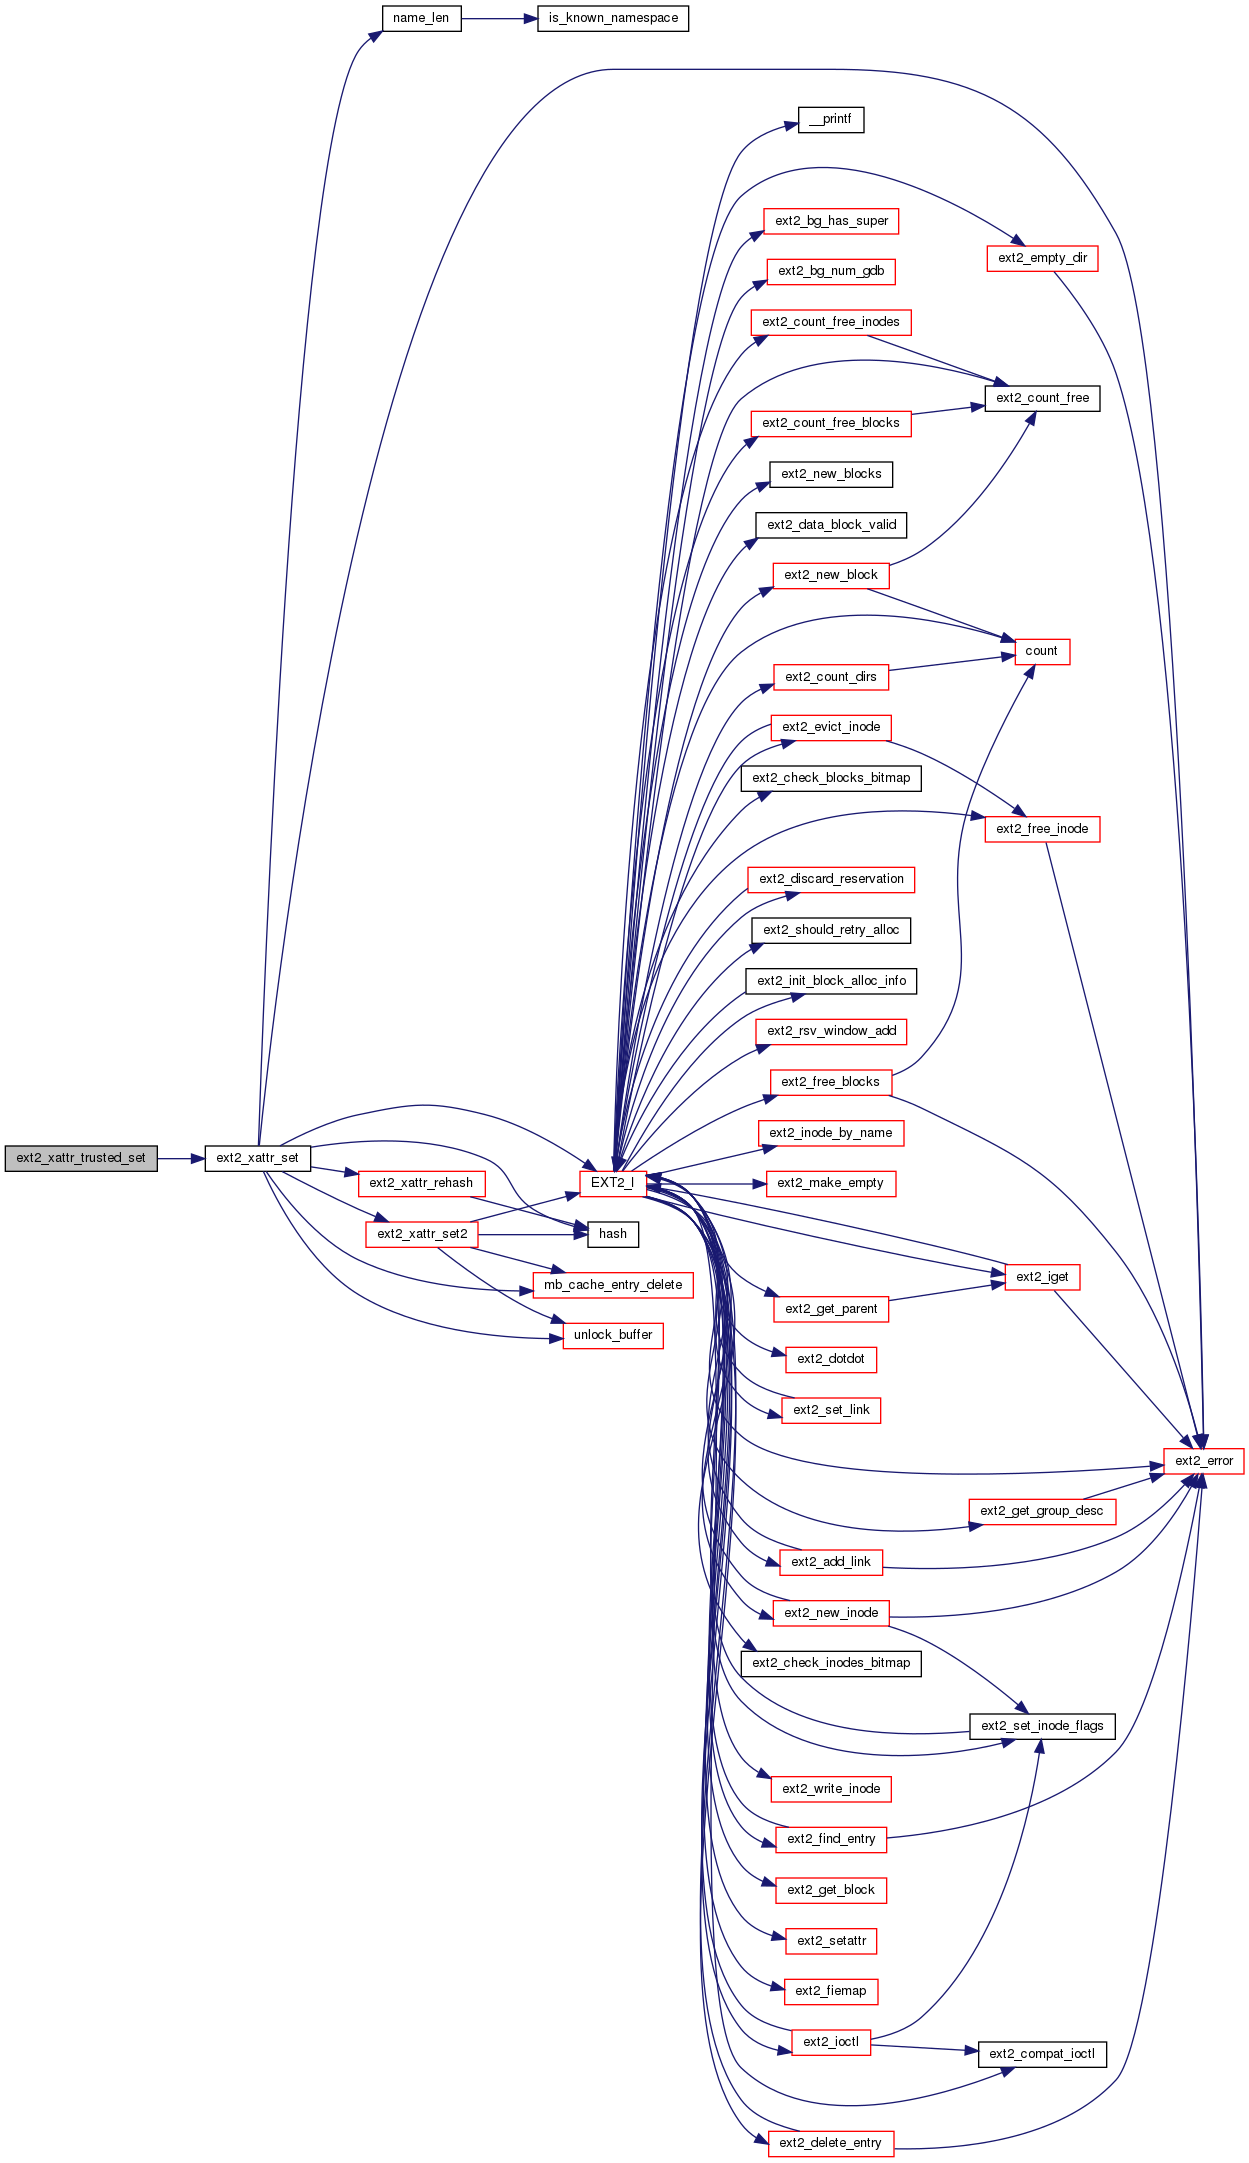 name_len
is_known_namespace
__printf
ext2_bg_has_super
ext2_empty_dir
ext2_bg_num_gdb
ext2_count_free_inodes
ext2_count_free
ext2_count_free_blocks
ext2_new_blocks
ext2_data_block_valid
ext2_new_block
count
ext2_count_dirs
ext2_evict_inode
ext2_check_blocks_bitmap
ext2_free_inode
ext2_discard_reservation
ext2_should_retry_alloc
ext2_init_block_alloc_info
ext2_rsv_window_add
ext2_free_blocks
ext2_inode_by_name
ext2_xattr_trusted_set
ext2_xattr_set
ext2_xattr_rehash
EXT2_I
ext2_make_empty
ext2_xattr_set2
hash
mb_cache_entry_delete
ext2_iget
ext2_get_parent
unlock_buffer
ext2_dotdot
ext2_set_link
ext2_error
ext2_get_group_desc
ext2_add_link
ext2_new_inode
ext2_check_inodes_bitmap
ext2_set_inode_flags
ext2_write_inode
ext2_find_entry
ext2_get_block
ext2_setattr
ext2_fiemap
ext2_ioctl
ext2_compat_ioctl
ext2_delete_entry